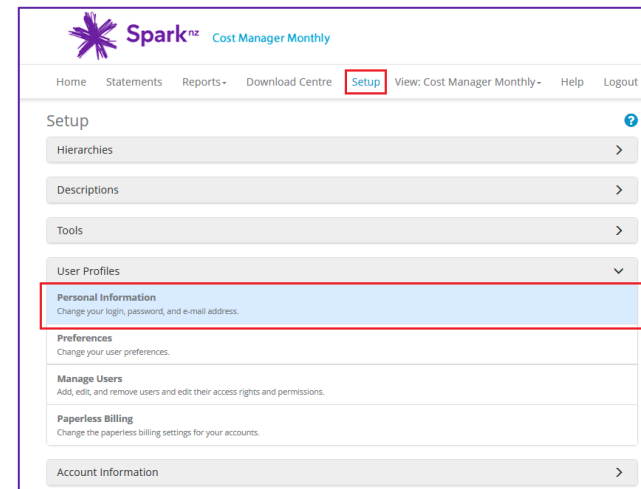 Spark nz Cost Manager Monthly
Home Statements Reports Download Centre Setup View: Cost Manager Monthly Help Logout
Setup ?
Hierarchies
Descriptions
Tools
User Profiles
Personal Information
Change your login, password, and e-mail address.
Preferences
Change your user preferences.
Manage Users
Add, edit, and remove users and edit their access rights and permissions.
Paperless Billing
Change the paperless billing settings for your accounts.
Account Information